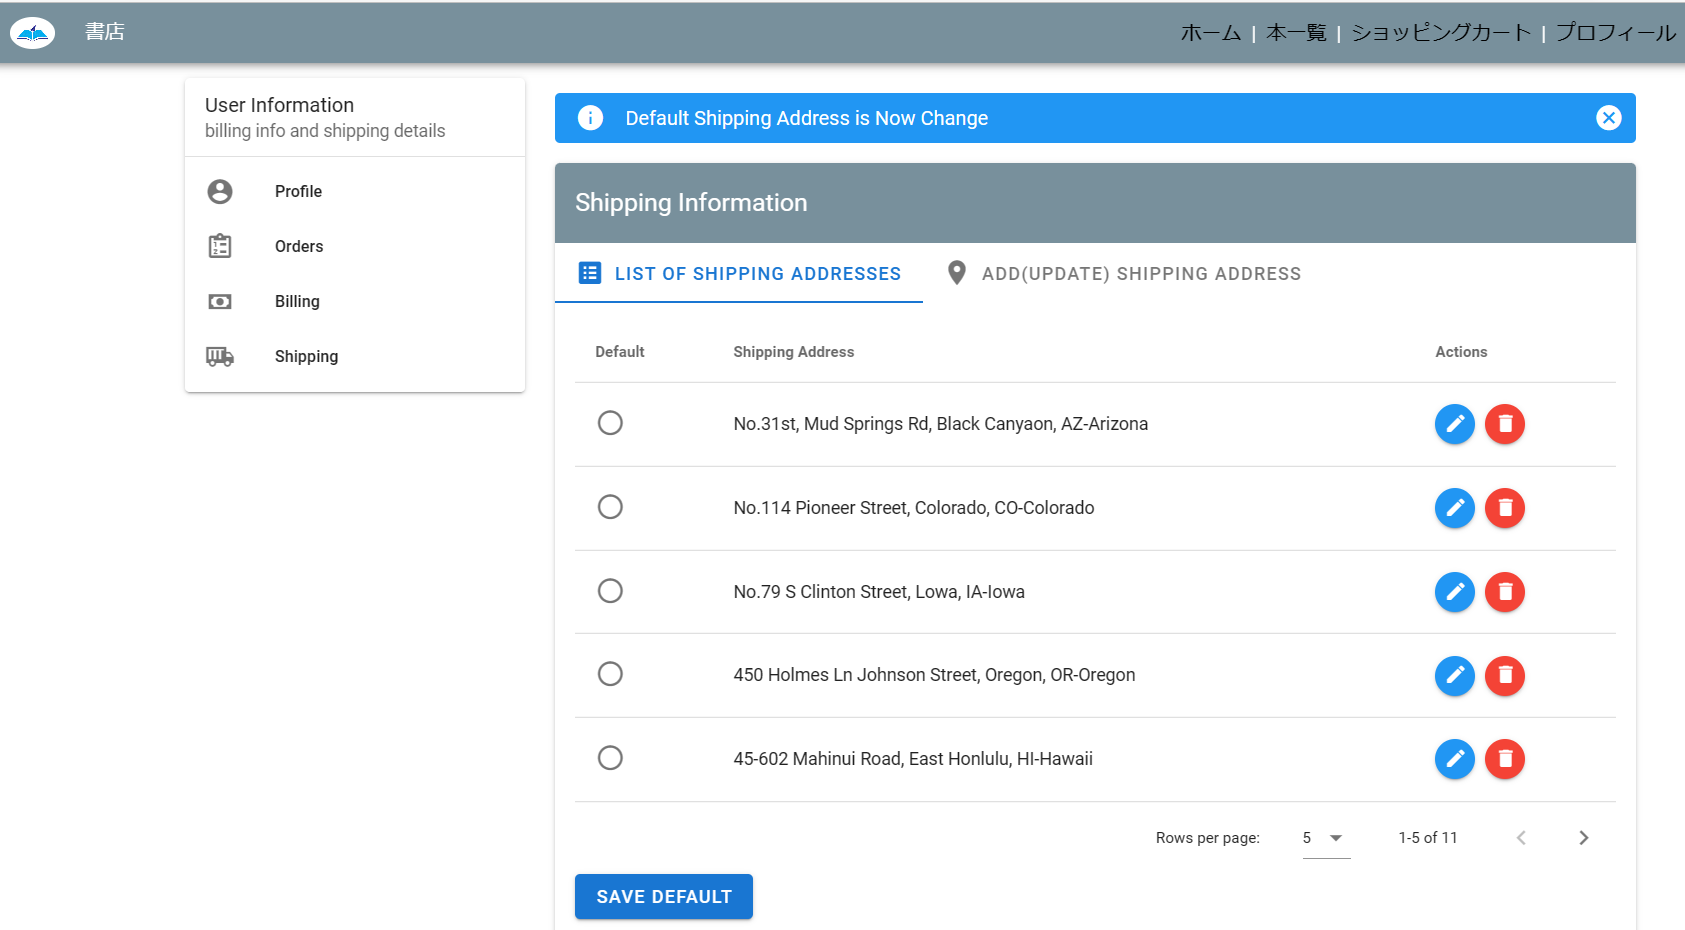 書店
ホーム | 本一覧 | ショッピングカート | プロフィール
User Information
billing info and shipping details
Profile
Orders
Billing
Shipping
Default Shipping Address is Now Change
Shipping Information
LIST OF SHIPPING ADDRESSES
ADD(UPDATE) SHIPPING ADDRESS
Default Shipping Address Actions
No.31st, Mud Springs Rd, Black Canyaon, AZ-Arizona
No.114 Pioneer Street, Colorado, CO-Colorado
No.79 S Clinton Street, Lowa, IA-Iowa
450 Holmes Ln Johnson Street, Oregon, OR-Oregon
45-602 Mahinui Road, East Honlulu, HI-Hawaii
Rows per page: 5 1-5 of 11
SAVE DEFAULT